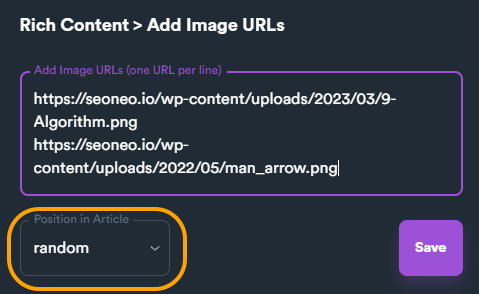 Rich Content > Add Image URLs
Add Image URLs (one URL per line)
https://seoneo.io/wp-content/uploads/2023/03/9-
Algorithm.png
https://seoneo.io/wp-
content/uploads/2022/05/man_arrow.png
Position in Article
random
Save